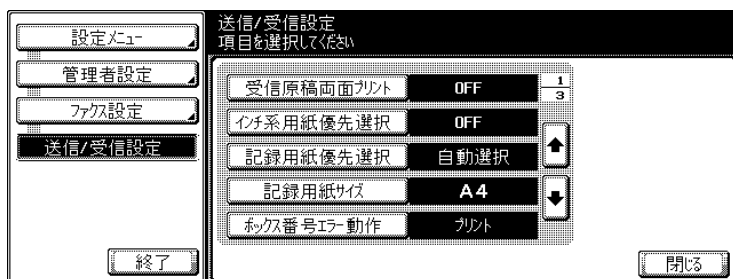 設定メニュー
管理者設定
ファクス設定
送信/受信設定
終了
送信/受信設定
項目を選択してください
受信原稿両面プリント OFF
インチ系用紙優先選択 OFF
記録用紙優先選択 自動選択
記録用紙サイズ A4
ボックス番号エラー動作 プリント
1
3
閉じる